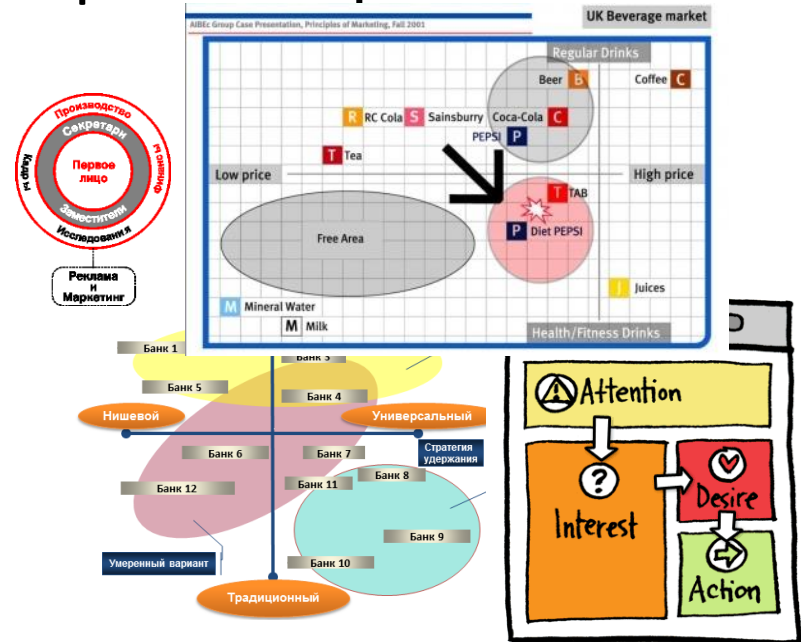 AIBEc Group Case Presentation, Principles of Marketing, Fall 2001
UK Beverage market
Regular Drinks
Beer B
Coffee C
R RC Cola S Sainsburry Coca-Cola C
PEPSI P
T Tea
Low price
High price
T TAB
P Diet PEPSI
Free Area
J Juices
M Mineral Water
M Milk
Health/Fitness Drinks
Производство
Секретари
Кадры
Первое
лицо
Финансы
Заместители
Исследования
Реклама
и
Маркетинг
Банк 1
Банк 3
Банк 5
Банк 4
Нишевой
Универсальный
Банк 6
Банк 7
Стратегия
удержания
Банк 8
Банк 12
Банк 11
Банк 9
Умеренный вариант
Банк 10
Традиционный
Attention
?
Interest
Desire
Action